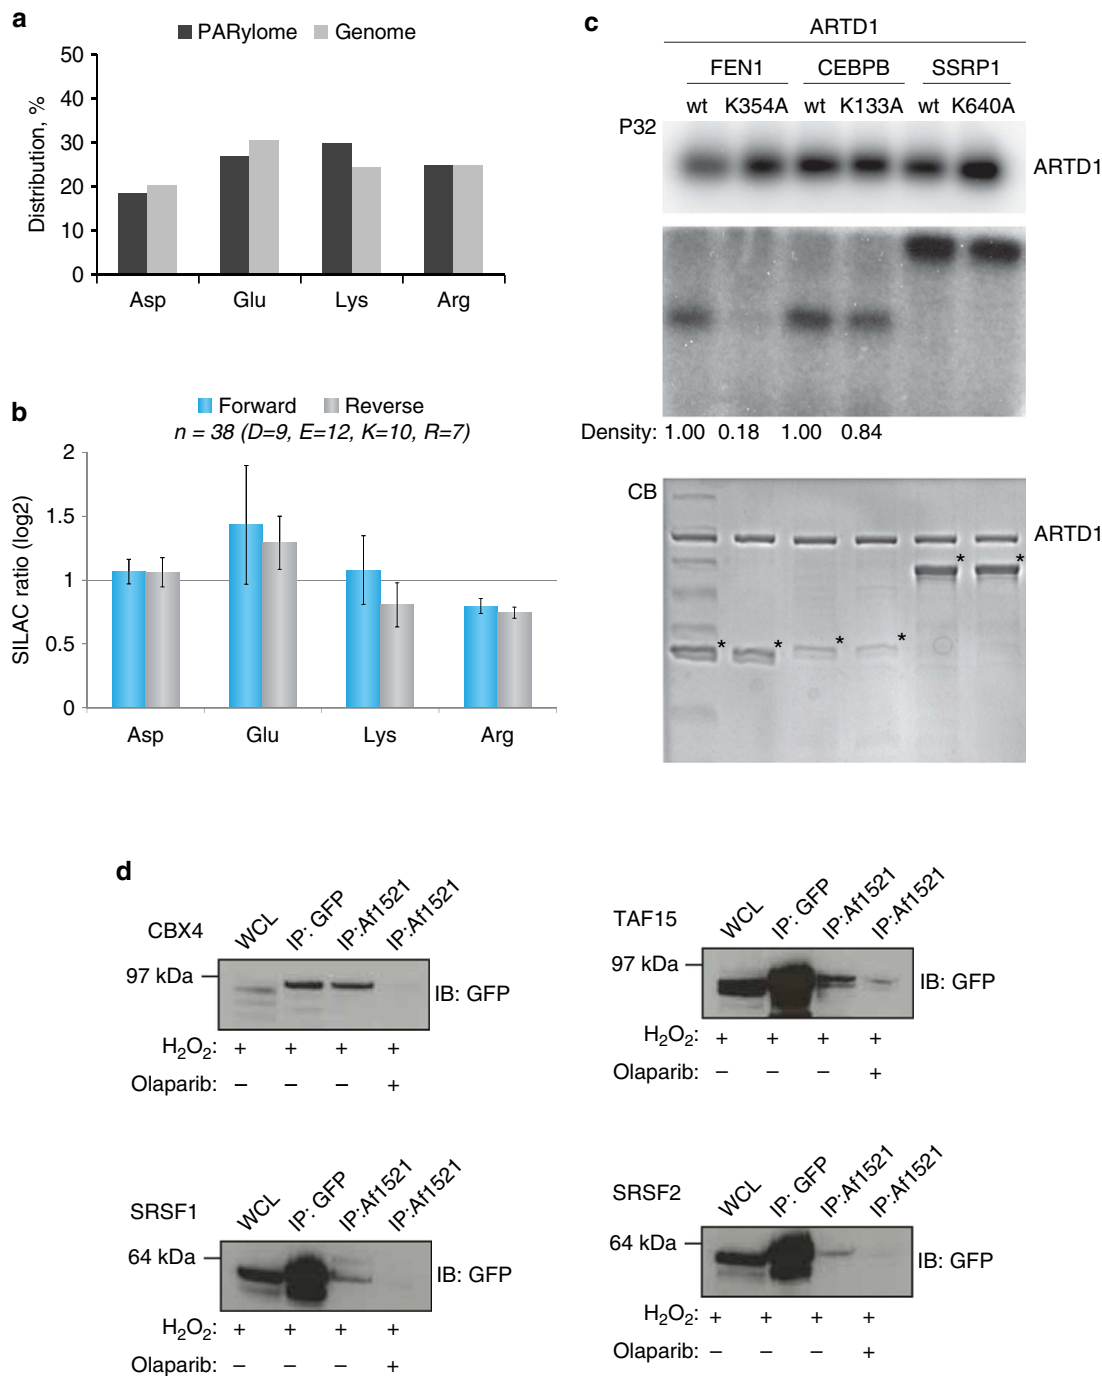 a
PARylome Genome
Distribution, %
50
40
30
20
10
0
Asp Glu Lys Arg
b
Forward Reverse
n = 38 (D=9, E=12, K=10, R=7)
SILAC ratio (log2)
2
1.5
1
0.5
0
Asp Glu Lys Arg
c
ARTD1
FEN1 CEBPB SSRP1
wt K354A wt K133A wt K640A
P32
ARTD1
Density: 1.00 0.18 1.00 0.84
CB
ARTD1
* * * * * *
d
CBX4
WCL IP: GFP IP:Af1521 IP:Af1521
97 kDa
IB: GFP
H₂O₂: + + + +
Olaparib: – – – +
TAF15
WCL IP: GFP IP:Af1521 IP:Af1521
97 kDa
IB: GFP
H₂O₂: + + + +
Olaparib: – – – +
SRSF1
WCL IP: GFP IP:Af1521 IP:Af1521
64 kDa
IB: GFP
H₂O₂: + + + +
Olaparib: – – – +
SRSF2
WCL IP: GFP IP:Af1521 IP:Af1521
64 kDa
IB: GFP
H₂O₂: + + + +
Olaparib: – – – +